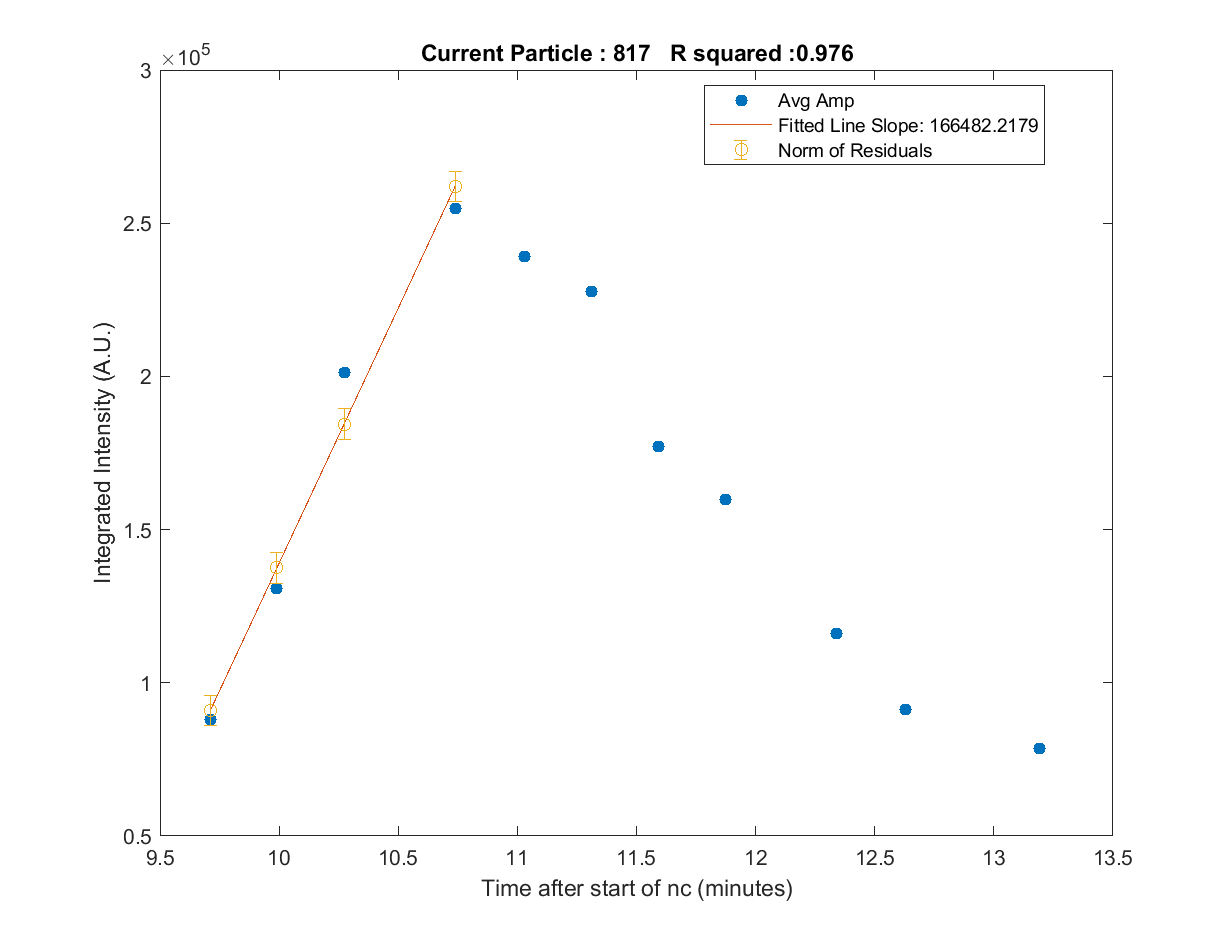 Current Particle : 817   R squared :0.976
×10^5
3
2.5
2
1.5
1
0.5
Integrated Intensity (A.U.)
Avg Amp
Fitted Line Slope: 166482.2179
Norm of Residuals
9.5 10 10.5 11 11.5 12 12.5 13 13.5
Time after start of nc (minutes)